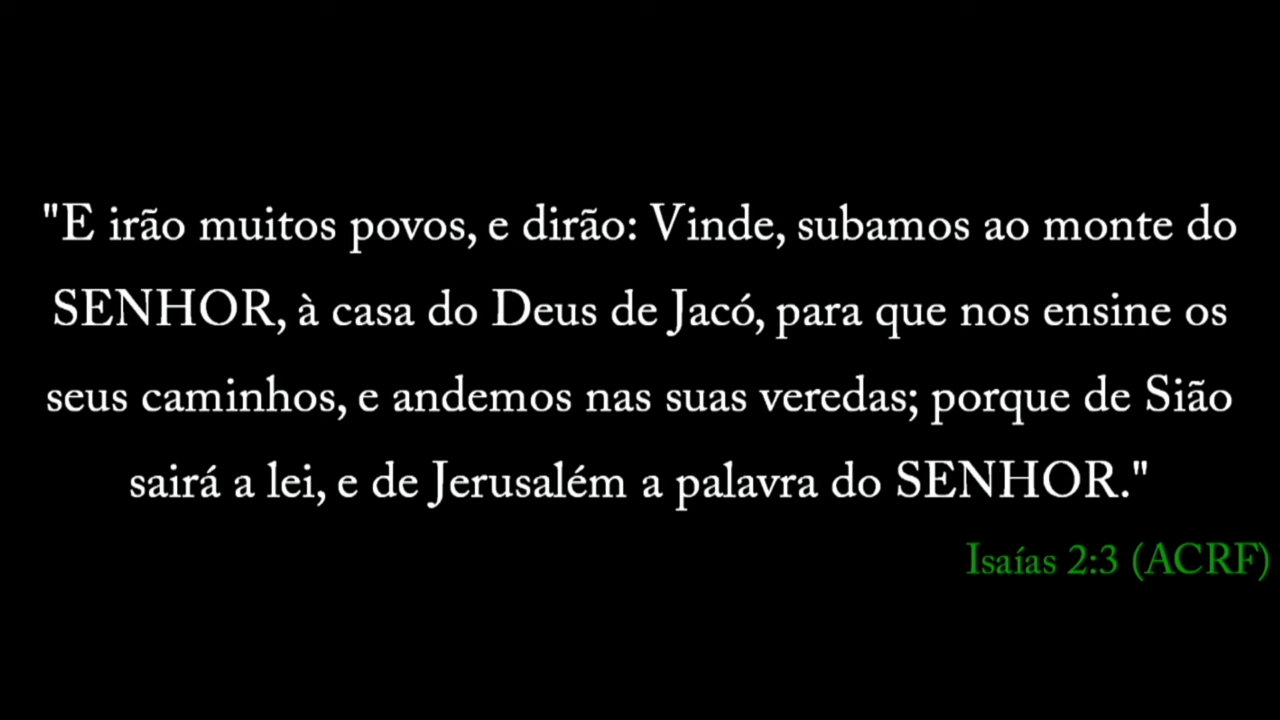 "E irão muitos povos, e dirão: Vinde, subamos ao monte do
SENHOR, à casa do Deus de Jacó, para que nos ensine os
seus caminhos, e andemos nas suas veredas; porque de Sião
sairá a lei, e de Jerusalém a palavra do SENHOR."
Isaías 2:3 (ACRF)